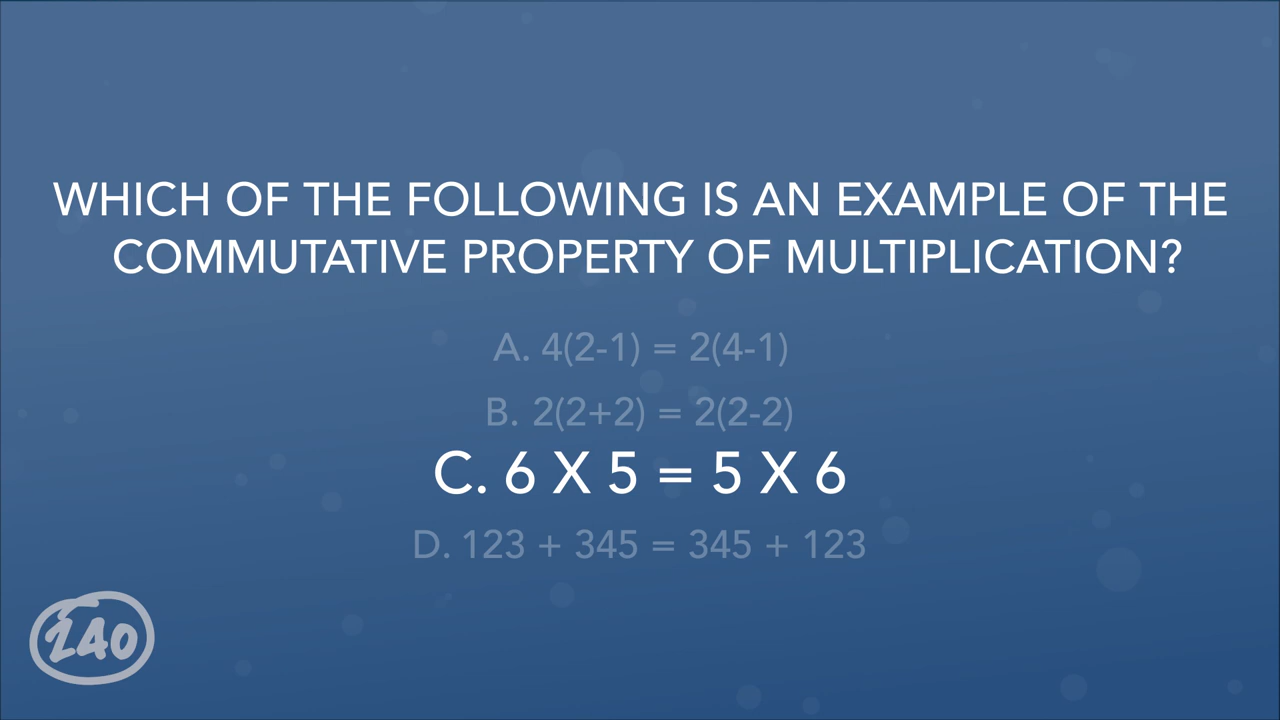 WHICH OF THE FOLLOWING IS AN EXAMPLE OF THE
COMMUTATIVE PROPERTY OF MULTIPLICATION?
A. 4(2-1) = 2(4-1)
B. 2(2+2) = 2(2-2)
C. 6 X 5 = 5 X 6
D. 123 + 345 = 345 + 123
240